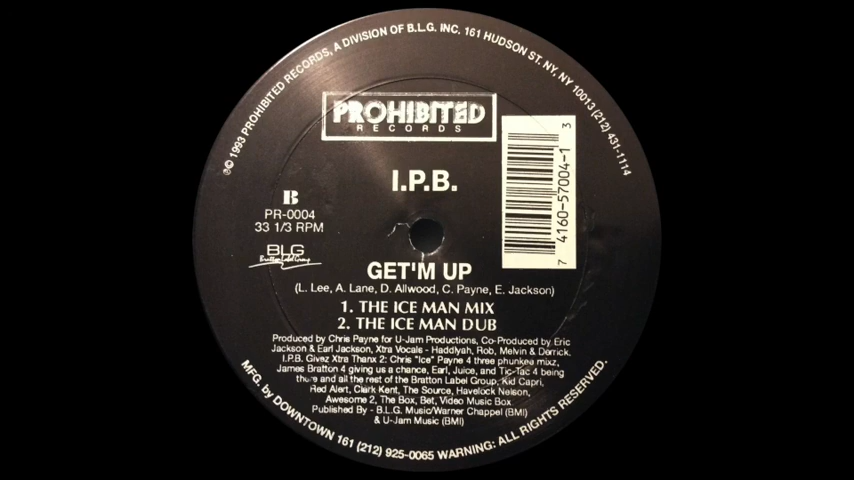 ℗© 1993 PROHIBITED RECORDS, A DIVISION OF B.L.G. INC. 161 HUDSON ST. NY, NY 10013 (212) 431-1114
PROHIBITED
RECORDS
I.P.B.
B
PR-0004
33 1/3 RPM
BLG
Bratton Label Group
7 4160-57004-1 3
GET'M UP
(L. Lee, A. Lane, D. Allwood, C. Payne, E. Jackson)
1. THE ICE MAN MIX
2. THE ICE MAN DUB
Produced by Chris Payne for U-Jam Productions, Co-Produced by Eric
Jackson & Earl Jackson, Xtra Vocals - Haddiyah, Rob, Melvin & Derrick.
I.P.B. Givez Xtra Thanx 2: Chris "Ice" Payne 4 three phunkee mixz,
James Bratton 4 giving us a chance, Earl, Juice, and Tic-Tac 4 being
there and all the rest of the Bratton Label Group, Kid Capri,
Red Alert, Clark Kent, The Source, Havelock Nelson,
Awesome 2, The Box, Bet, Video Music Box.
Published By - B.L.G. Music/Warner Chappel (BMI)
& U-Jam Music (BMI)
MFG. by DOWNTOWN 161 (212) 925-0065 WARNING: ALL RIGHTS RESERVED.